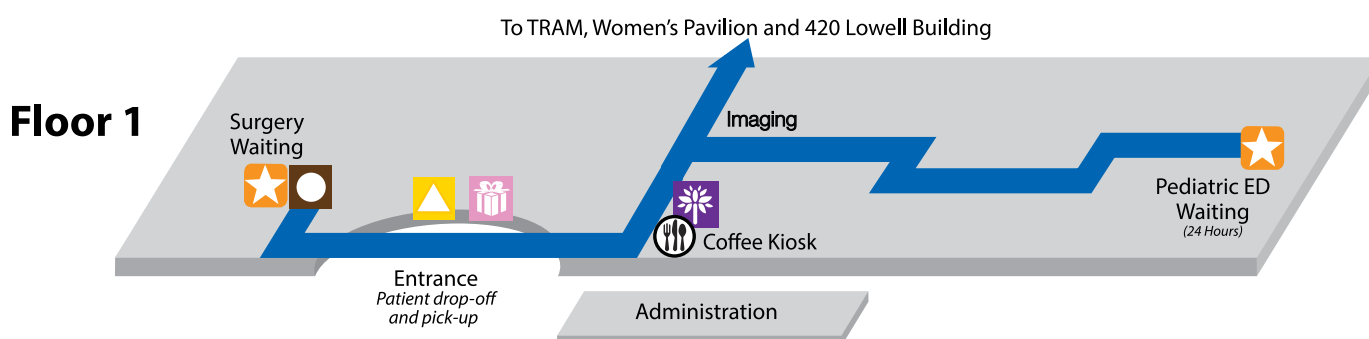 To TRAM, Women's Pavilion and 420 Lowell Building
Floor 1
Surgery
Waiting
Imaging
Pediatric ED
Waiting
(24 Hours)
Coffee Kiosk
Entrance
Patient drop-off
and pick-up
Administration